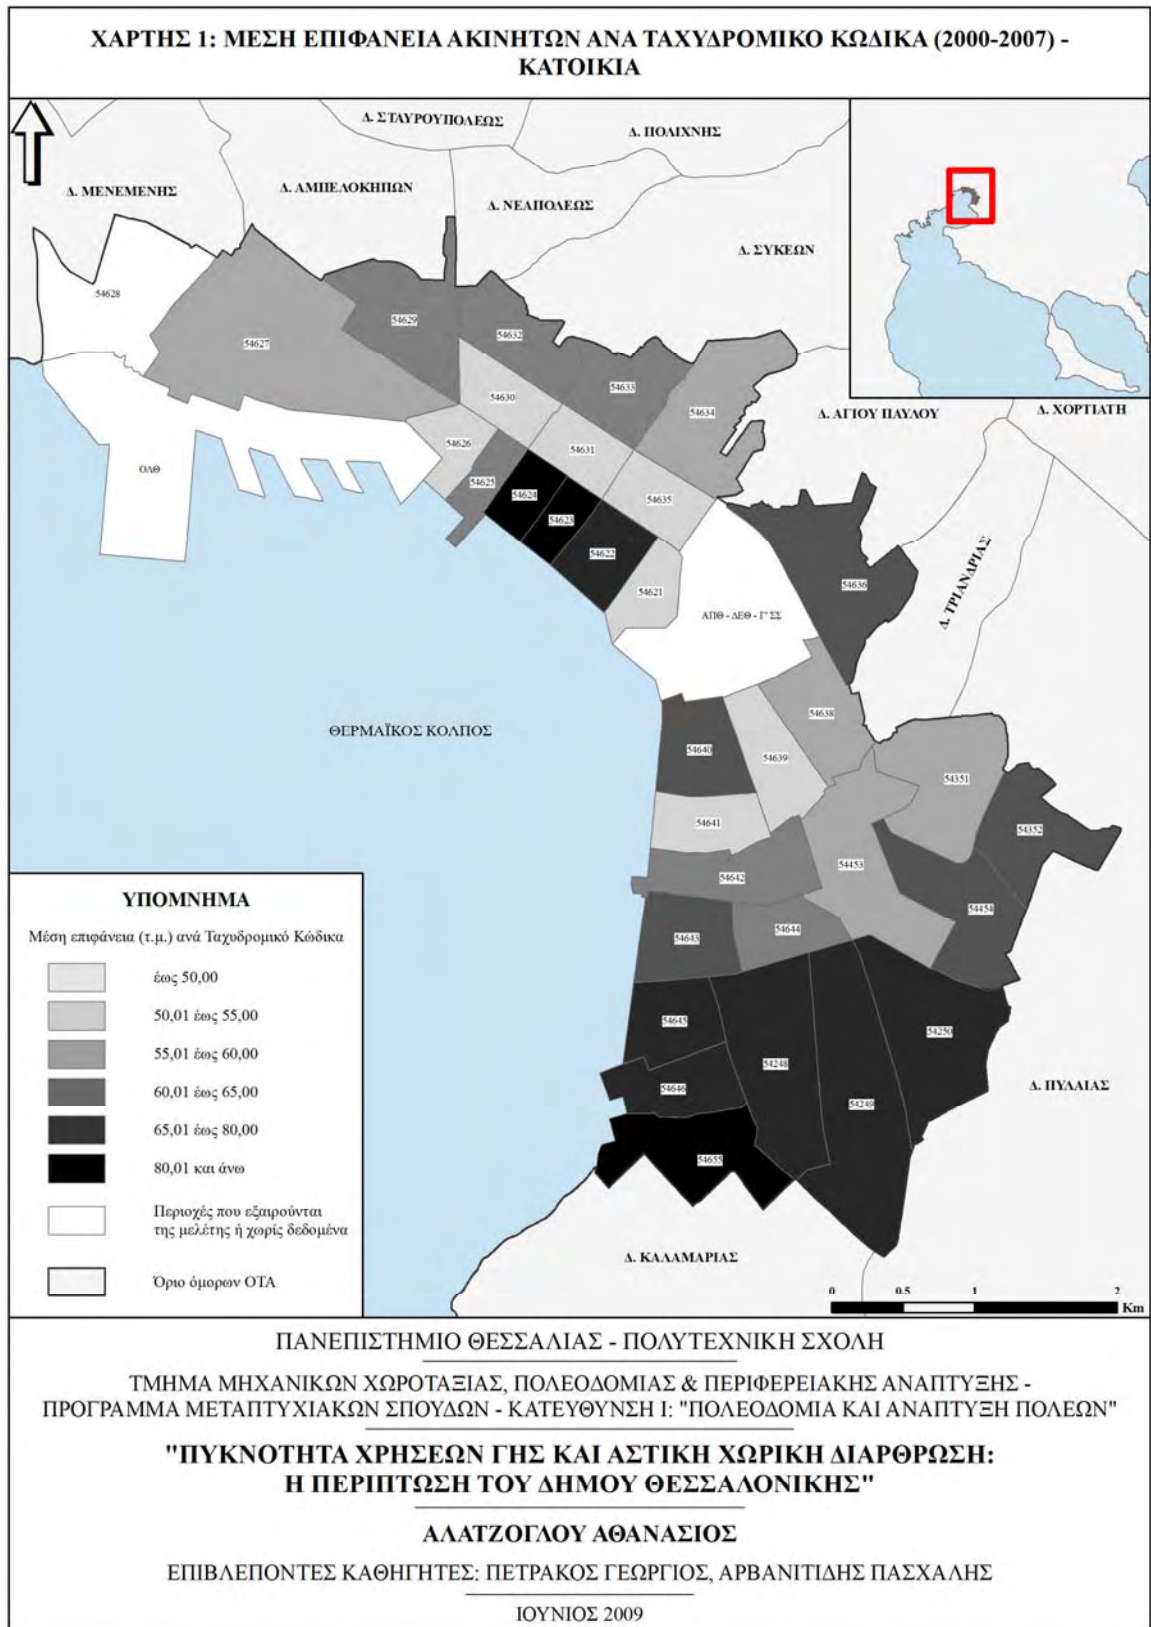 ΧΑΡΤΗΣ 1: ΜΕΣΗ ΕΠΙΦΑΝΕΙΑ ΑΚΙΝΗΤΩΝ ΑΝΑ ΤΑΧΥΔΡΟΜΙΚΟ ΚΩΔΙΚΑ (2000-2007) -
ΚΑΤΟΙΚΙΑ
Δ. ΣΤΑΥΡΟΥΠΟΛΕΩΣ
Δ. ΠΟΛΙΧΝΗΣ
Δ. ΜΕΝΕΜΕΝΗΣ
Δ. ΑΜΠΕΛΟΚΗΠΩΝ
Δ. ΝΕΑΠΟΛΕΩΣ
Δ. ΣΥΚΕΩΝ
54628
54629
54632
54627
54633
54630
54634
Δ. ΑΓΙΟΥ ΠΑΥΛΟΥ
Δ. ΧΟΡΤΙΑΤΗ
54626
54631
ΟΛΘ
54625
54624
54635
54623
54622
54636
Δ. ΤΡΙΑΝΔΡΙΑΣ
54621
ΑΠΘ - ΔΕΘ - Γ' ΣΣ
54638
ΘΕΡΜΑΪΚΟΣ ΚΟΛΠΟΣ
54640
54639
54351
54641
54352
54453
54642
54454
54643
54644
54645
54250
54248
54646
Δ. ΠΥΛΑΙΑΣ
54249
54655
Δ. ΚΑΛΑΜΑΡΙΑΣ
ΥΠΟΜΝΗΜΑ
Μέση επιφάνεια (τ.μ.) ανά Ταχυδρομικό Κώδικα
έως 50,00
50,01 έως 55,00
55,01 έως 60,00
60,01 έως 65,00
65,01 έως 80,00
80,01 και άνω
Περιοχές που εξαιρούνται
της μελέτης ή χωρίς δεδομένα
Όριο όμορων ΟΤΑ
0 0.5 1 2
Km
ΠΑΝΕΠΙΣΤΗΜΙΟ ΘΕΣΣΑΛΙΑΣ - ΠΟΛΥΤΕΧΝΙΚΗ ΣΧΟΛΗ
ΤΜΗΜΑ ΜΗΧΑΝΙΚΩΝ ΧΩΡΟΤΑΞΙΑΣ, ΠΟΛΕΟΔΟΜΙΑΣ & ΠΕΡΙΦΕΡΕΙΑΚΗΣ ΑΝΑΠΤΥΞΗΣ -
ΠΡΟΓΡΑΜΜΑ ΜΕΤΑΠΤΥΧΙΑΚΩΝ ΣΠΟΥΔΩΝ - ΚΑΤΕΥΘΥΝΣΗ Ι: "ΠΟΛΕΟΔΟΜΙΑ ΚΑΙ ΑΝΑΠΤΥΞΗ ΠΟΛΕΩΝ"
"ΠΥΚΝΟΤΗΤΑ ΧΡΗΣΕΩΝ ΓΗΣ ΚΑΙ ΑΣΤΙΚΗ ΧΩΡΙΚΗ ΔΙΑΡΘΡΩΣΗ:
Η ΠΕΡΙΠΤΩΣΗ ΤΟΥ ΔΗΜΟΥ ΘΕΣΣΑΛΟΝΙΚΗΣ"
ΑΛΑΤΖΟΓΛΟΥ ΑΘΑΝΑΣΙΟΣ
ΕΠΙΒΛΕΠΟΝΤΕΣ ΚΑΘΗΓΗΤΕΣ: ΠΕΤΡΑΚΟΣ ΓΕΩΡΓΙΟΣ, ΑΡΒΑΝΙΤΙΔΗΣ ΠΑΣΧΑΛΗΣ
ΙΟΥΝΙΟΣ 2009